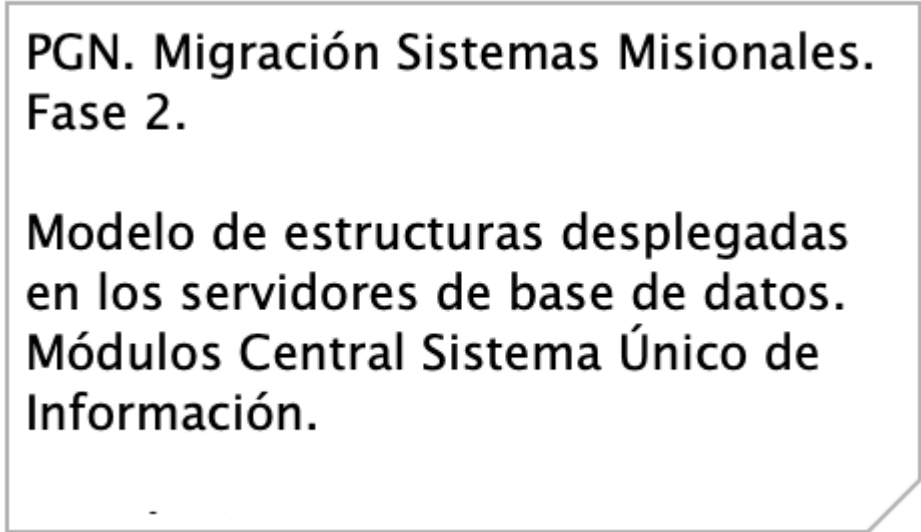 PGN. Migración Sistemas Misionales.
Fase 2.
Modelo de estructuras desplegadas
en los servidores de base de datos.
Módulos Central Sistema Único de
Información.